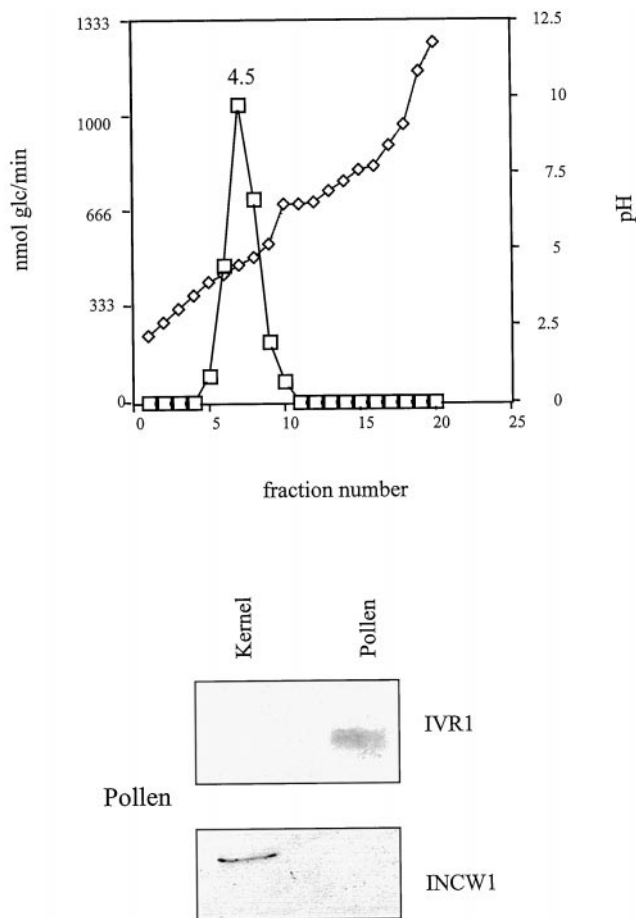 1333
1000
666
333
0
nmol glc/min
4.5
12.5
10
7.5
5
2.5
0
pH
0
5
10
15
20
25
fraction number
Kernel
Pollen
IVR1
Pollen
INCW1